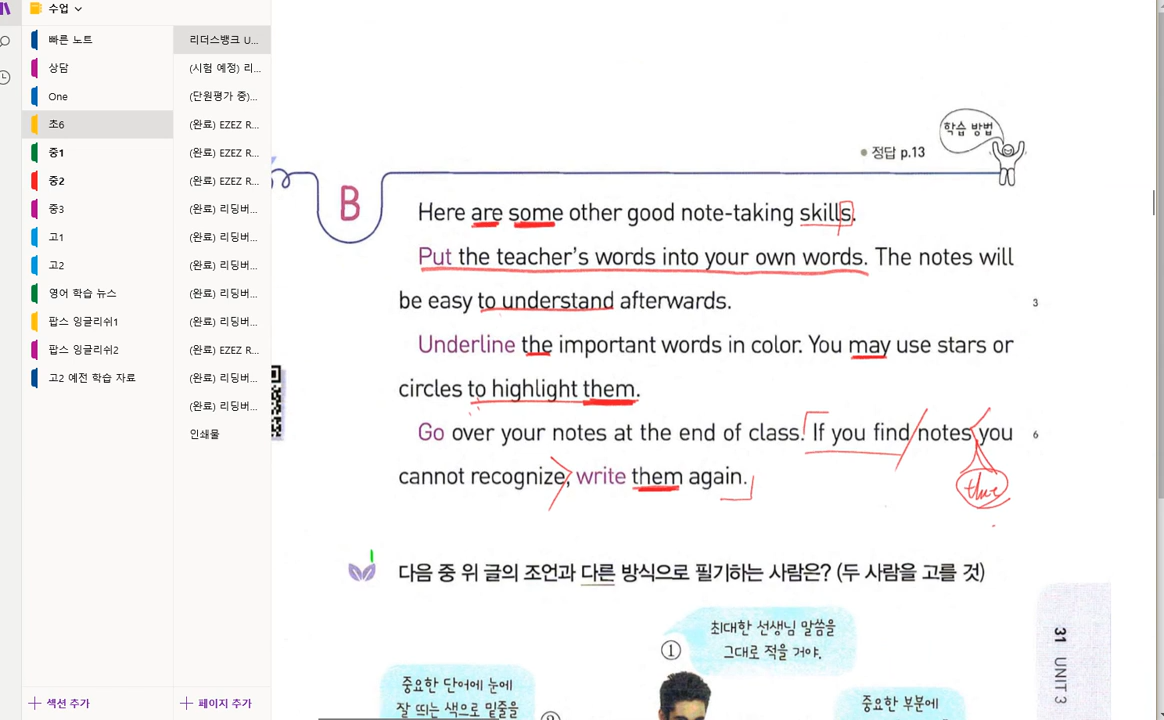 수업
빠른 노트
상담
One
초6
중1
중2
중3
고1
고2
영어 학습 뉴스
팝스 잉글리쉬1
팝스 잉글리쉬2
고2 예전 학습 자료
섹션 추가
리더스뱅크 U...
(시험 예정) 리...
(단원평가 중)...
(완료) EZEZ R...
(완료) EZEZ R...
(완료) EZEZ R...
(완료) 리딩버...
(완료) 리딩버...
(완료) 리딩버...
(완료) 리딩버...
(완료) 리딩버...
(완료) EZEZ R...
(완료) 리딩버...
(완료) 리딩버...
인쇄물
페이지 추가
학습 방법
정답 p.13
B
Here are some other good note-taking skills.
Put the teacher's words into your own words. The notes will
be easy to understand afterwards.
3
Underline the important words in color. You may use stars or
circles to highlight them.
Go over your notes at the end of class. If you find notes you
6
cannot recognize, write them again.
다음 중 위 글의 조언과 다른 방식으로 필기하는 사람은? (두 사람을 고를 것)
① 최대한 선생님 말씀을
그대로 적을 거야.
중요한 단어에 눈에
잘 띄는 색으로 밑줄을
중요한 부분에
31 UNIT 3